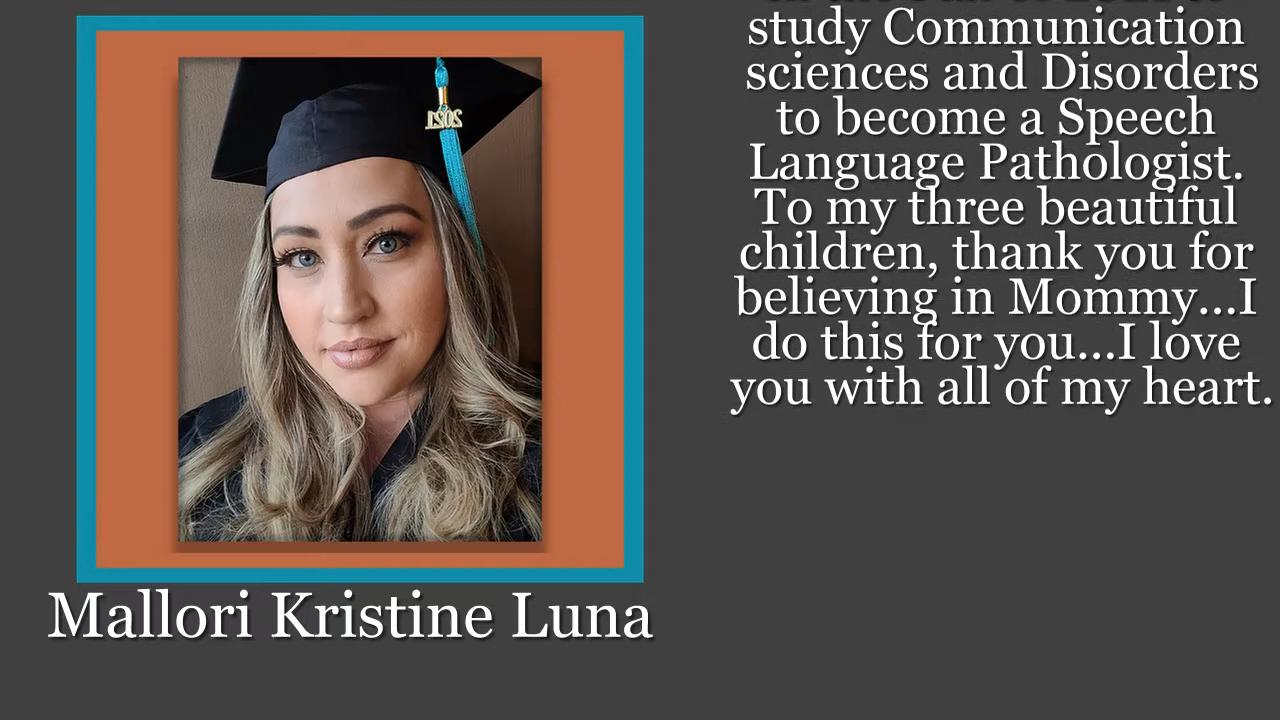 study Communication
sciences and Disorders
to become a Speech
Language Pathologist.
To my three beautiful
children, thank you for
believing in Mommy...I
do this for you...I love
you with all of my heart.
2021
Mallori Kristine Luna